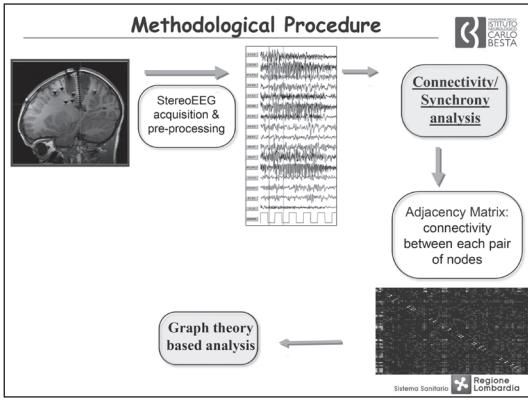 Methodological Procedure
FONDAZIONE IRCCS
ISTITUTO
NEUROLOGICO
CARLO
BESTA
StereoEEG
acquisition &
pre-processing
Connectivity/
Synchrony
analysis
Adjacency Matrix:
connectivity
between each pair
of nodes
Graph theory
based analysis
Sistema Sanitario
Regione
Lombardia